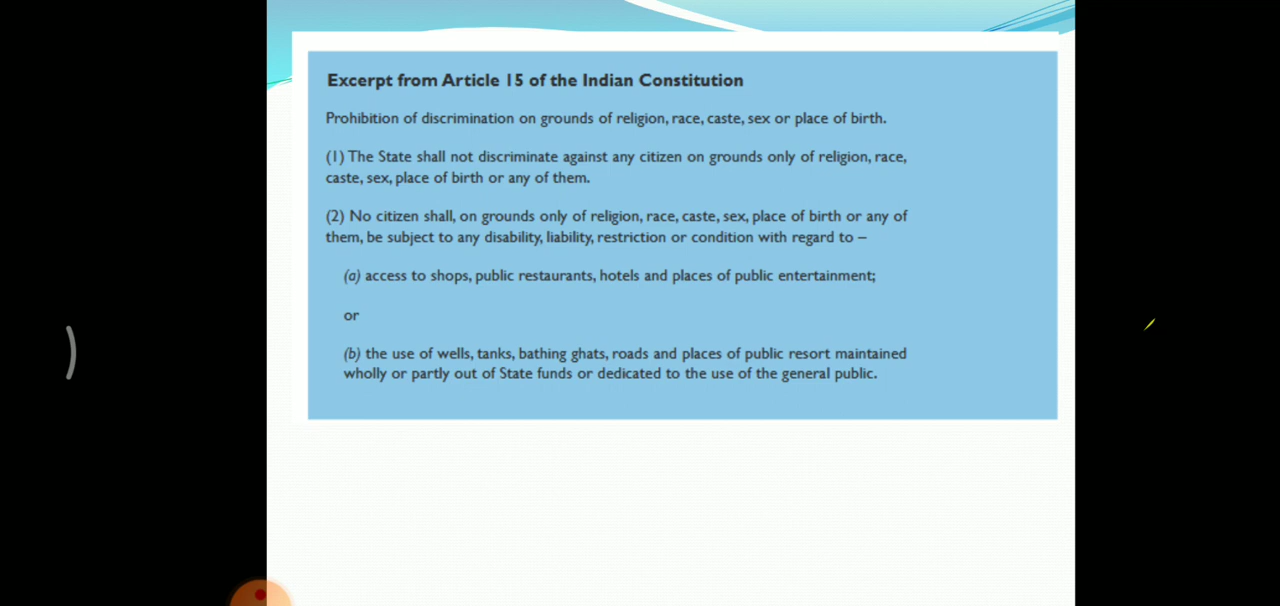 Excerpt from Article 15 of the Indian Constitution
Prohibition of discrimination on grounds of religion, race, caste, sex or place of birth.
(1) The State shall not discriminate against any citizen on grounds only of religion, race,
caste, sex, place of birth or any of them.
(2) No citizen shall, on grounds only of religion, race, caste, sex, place of birth or any of
them, be subject to any disability, liability, restriction or condition with regard to –
(a) access to shops, public restaurants, hotels and places of public entertainment;
or
(b) the use of wells, tanks, bathing ghats, roads and places of public resort maintained
wholly or partly out of State funds or dedicated to the use of the general public.